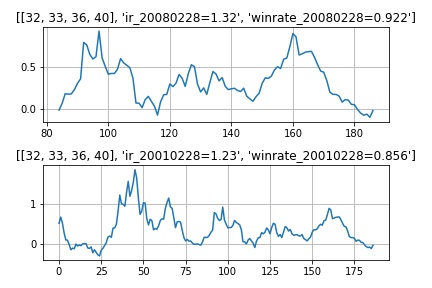 [[32, 33, 36, 40], 'ir_20080228=1.32', 'winrate_20080228=0.922']
0.5
0.0
80 100 120 140 160 180
[[32, 33, 36, 40], 'ir_20010228=1.23', 'winrate_20010228=0.856']
1
0
0 25 50 75 100 125 150 175